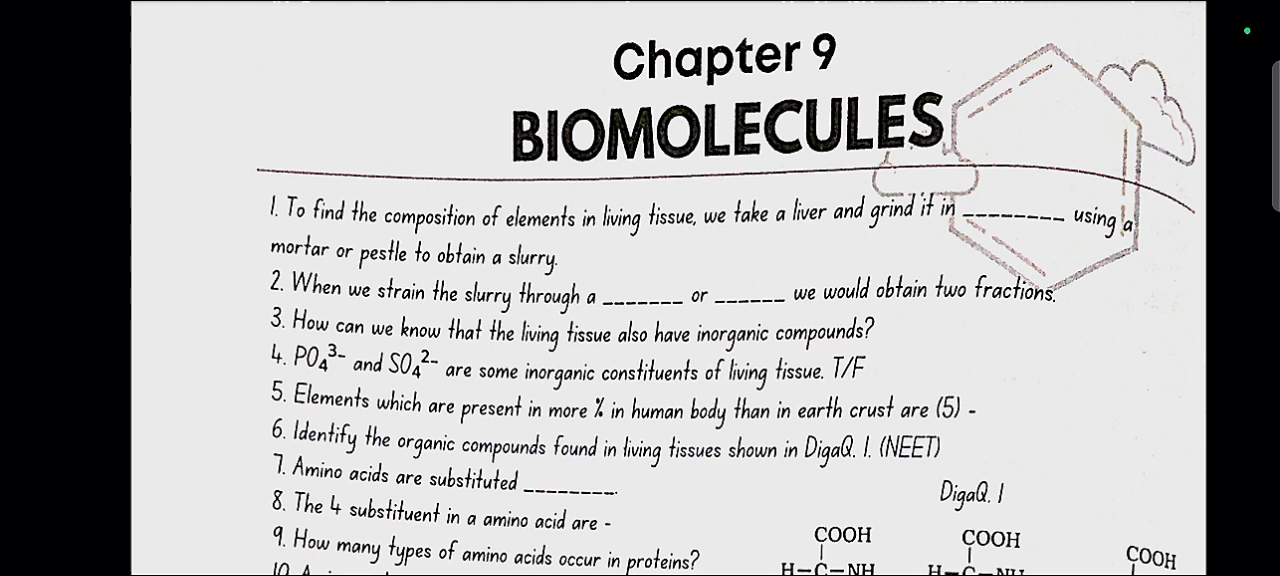 Chapter 9
BIOMOLECULES
1. To find the composition of elements in living tissue, we take a liver and grind it in ________ using a
mortar or pestle to obtain a slurry.
2. When we strain the slurry through a _______ or ______ we would obtain two fractions.
3. How can we know that the living tissue also have inorganic compounds?
4. PO₄³⁻ and SO₄²⁻ are some inorganic constituents of living tissue. T/F
5. Elements which are present in more % in human body than in earth crust are (5) -
6. Identify the organic compounds found in living tissues shown in DigaQ. 1. (NEET)
7. Amino acids are substituted ________.
DigaQ. 1
8. The 4 substituent in a amino acid are -
9. How many types of amino acids occur in proteins?
COOH COOH COOH
H-C-NH H-C-NH